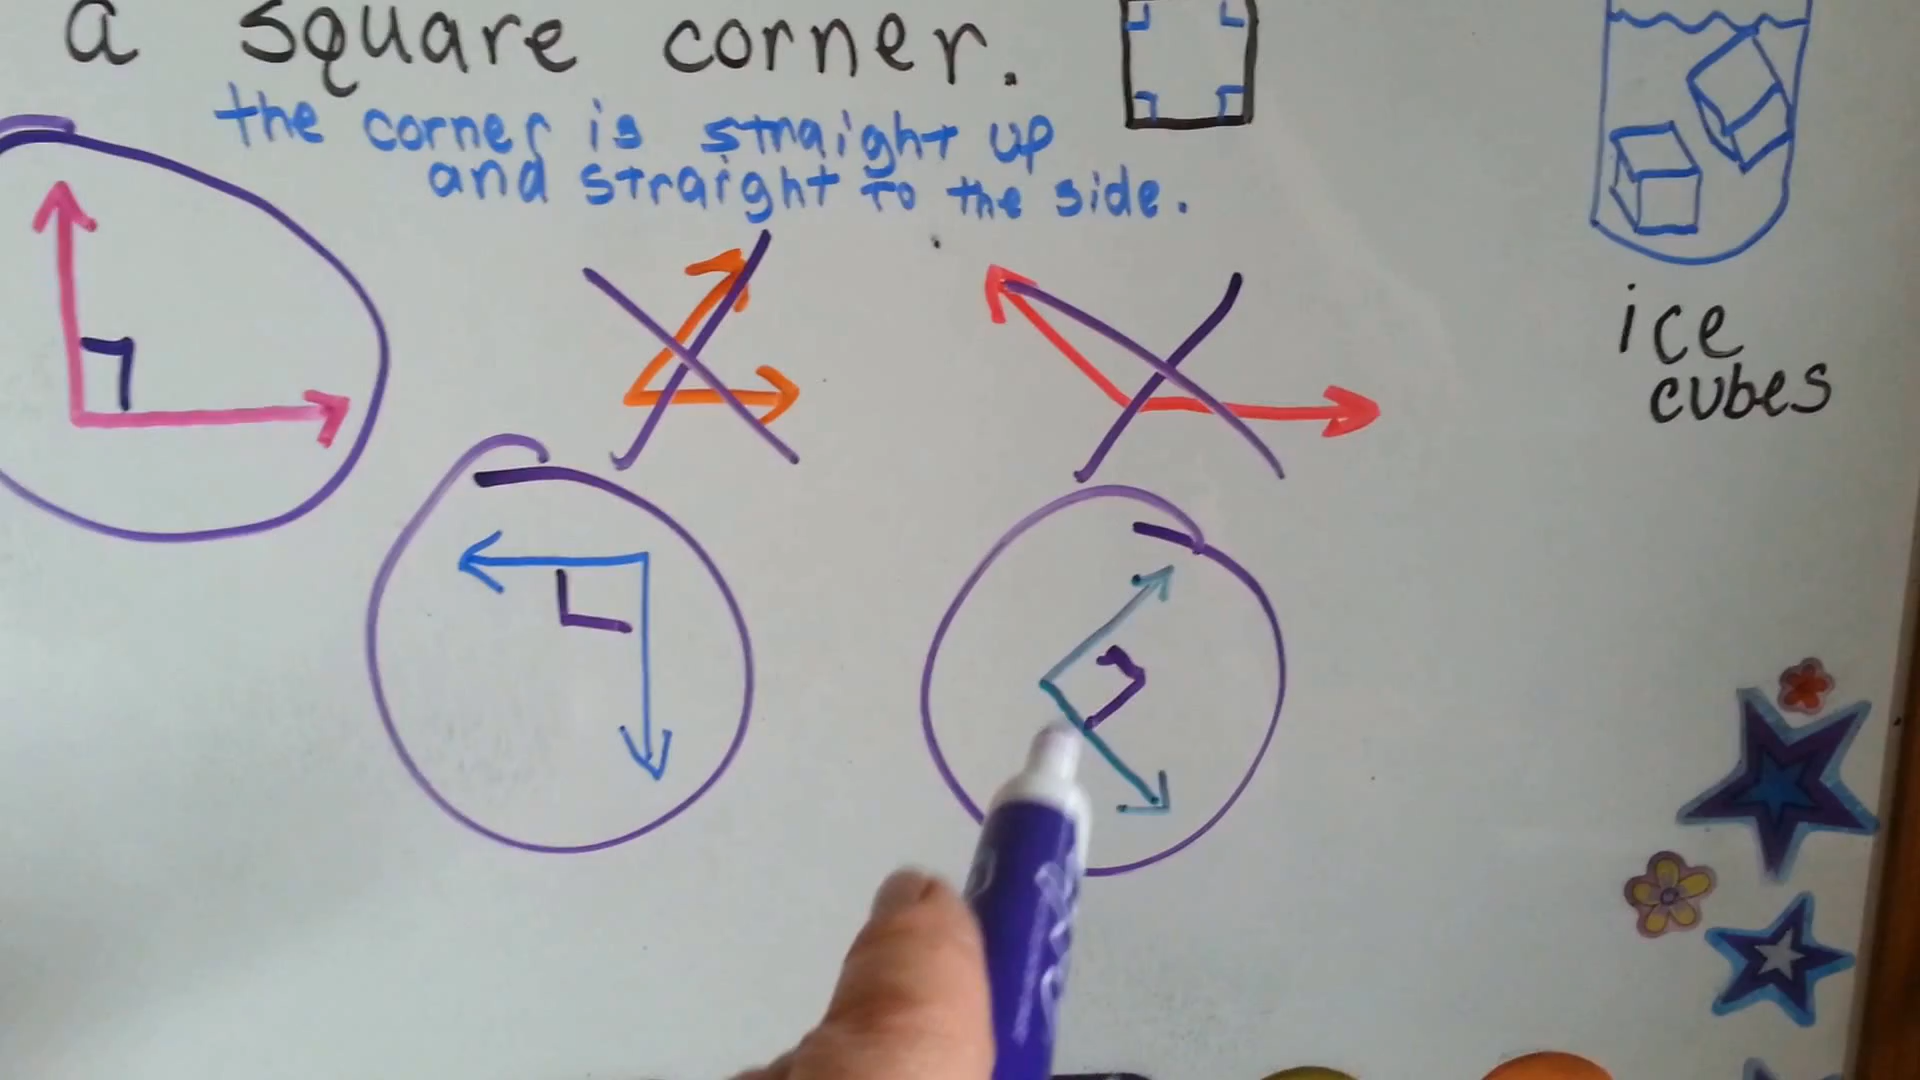 a square corner.
the corner is straight up
and straight to the side.
ice
cubes